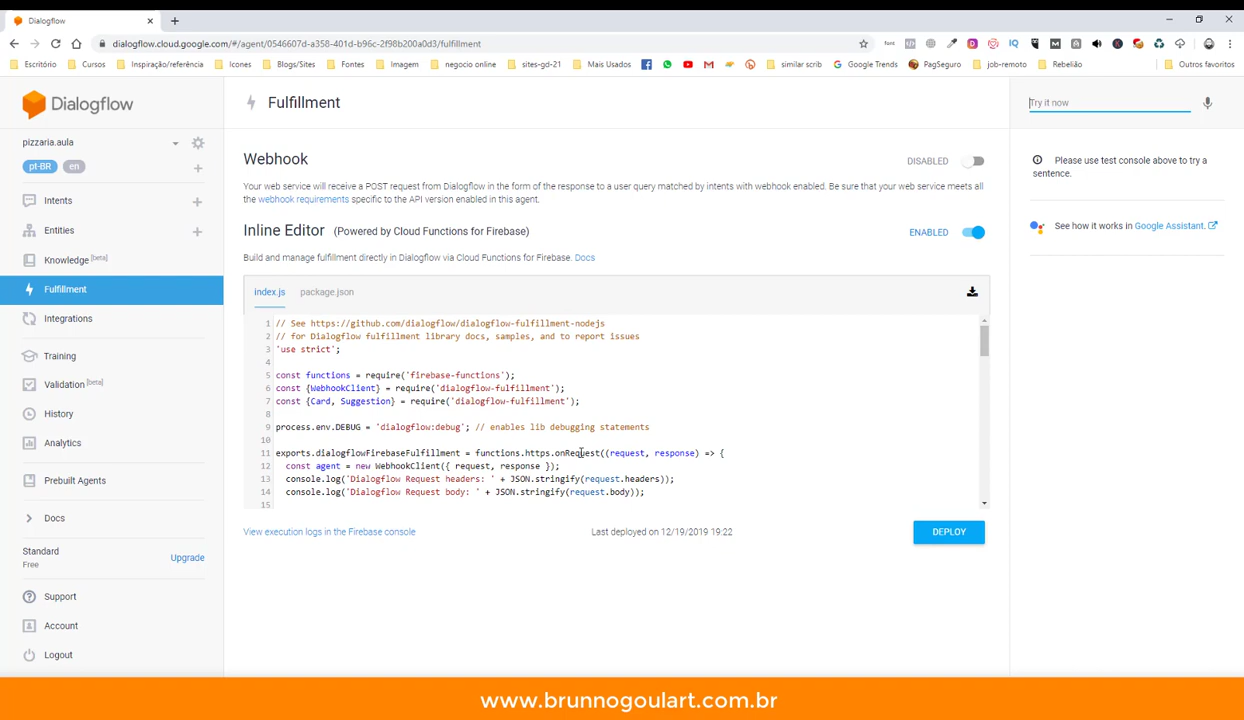 Dialogflow
dialogflow.cloud.google.com/#/agent/0546607d-a358-401d-b96c-2f98b200a0d3/fulfillment
Escritório
Cursos
Inspiração/referência
Icones
Blogs/Sites
Fontes
Imagem
negocio online
sites-gd-21
Mais Usados
similar scrib
Google Trends
PagSeguro
job-remoto
Rebelião
Outros favoritos
Dialogflow
pizzaria.aula
pt-BR en
Intents
Entities
Knowledge [beta]
Fulfillment
Integrations
Training
Validation [beta]
History
Analytics
Prebuilt Agents
Docs
Standard
Free
Upgrade
Support
Account
Logout
Fulfillment
Webhook
DISABLED
Your web service will receive a POST request from Dialogflow in the form of the response to a user query matched by intents with webhook enabled. Be sure that your web service meets all
the webhook requirements specific to the API version enabled in this agent.
Inline Editor (Powered by Cloud Functions for Firebase)
ENABLED
Build and manage fulfillment directly in Dialogflow via Cloud Functions for Firebase. Docs
index.js package.json
1 // See https://github.com/dialogflow/dialogflow-fulfillment-nodejs
2 // for Dialogflow fulfillment library docs, samples, and to report issues
3 'use strict';
4
5 const functions = require('firebase-functions');
6 const {WebhookClient} = require('dialogflow-fulfillment');
7 const {Card, Suggestion} = require('dialogflow-fulfillment');
8
9 process.env.DEBUG = 'dialogflow:debug'; // enables lib debugging statements
10
11 exports.dialogflowFirebaseFulfillment = functions.https.onRequest((request, response) => {
12 const agent = new WebhookClient({ request, response });
13 console.log('Dialogflow Request headers: ' + JSON.stringify(request.headers));
14 console.log('Dialogflow Request body: ' + JSON.stringify(request.body));
15
View execution logs in the Firebase console
Last deployed on 12/19/2019 19:22
DEPLOY
Try it now
Please use test console above to try a
sentence.
See how it works in Google Assistant.
www.brunnogoulart.com.br